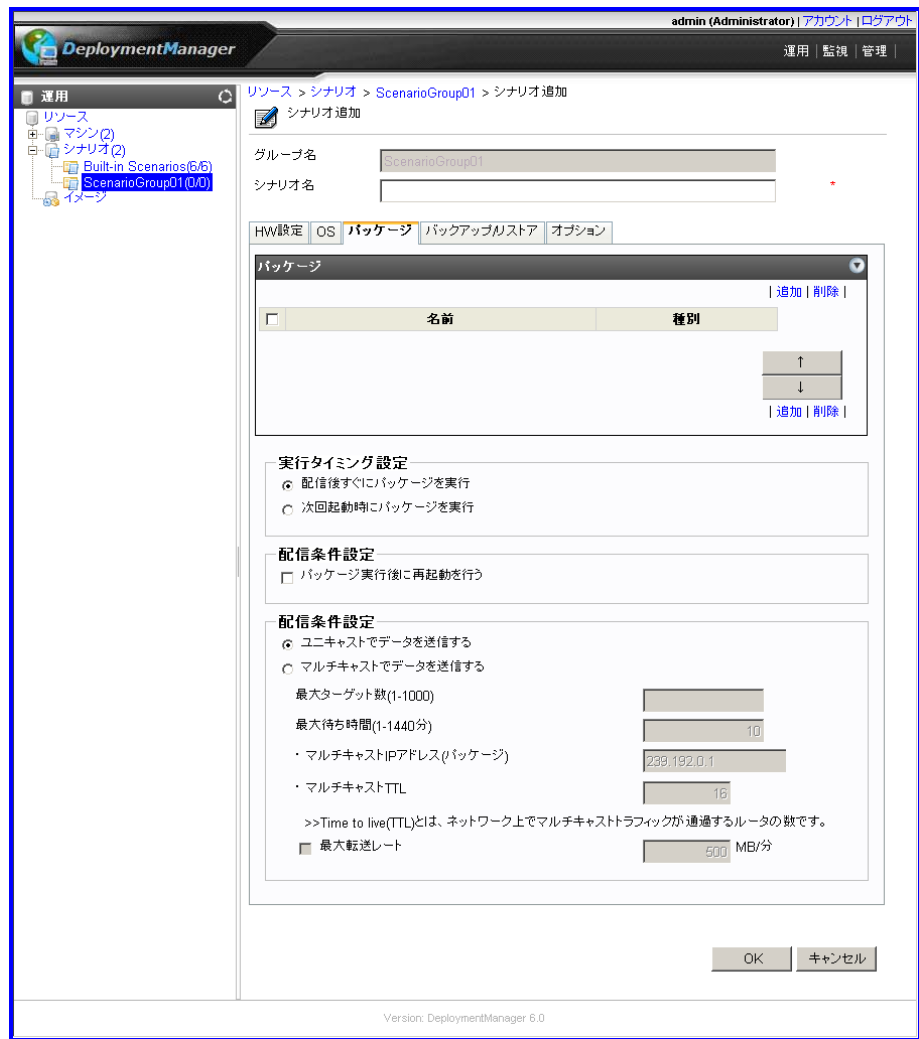 admin (Administrator) | アカウント | ログアウト
DeploymentManager
運用 | 監視 | 管理 |
運用
リソース
マシン(2)
シナリオ(2)
Built-in Scenarios(6/6)
ScenarioGroup01(0/0)
イメージ
リソース > シナリオ > ScenarioGroup01 > シナリオ追加
シナリオ追加
グループ名
ScenarioGroup01
シナリオ名
*
HW設定 OS パッケージ バックアップ/リストア オプション
パッケージ
| 追加 | 削除 |
名前 種別
↑
↓
| 追加 | 削除 |
実行タイミング設定
配信後すぐにパッケージを実行
次回起動時にパッケージを実行
配信条件設定
パッケージ実行後に再起動を行う
配信条件設定
ユニキャストでデータを送信する
マルチキャストでデータを送信する
最大ターゲット数(1-1000)
最大待ち時間(1-1440分) 10
・マルチキャストIPアドレス(パッケージ) 239.192.0.1
・マルチキャストTTL 16
>>Time to live(TTL)とは、ネットワーク上でマルチキャストトラフィックが通過するルータの数です。
最大転送レート 500 MB/分
OK キャンセル
Version: DeploymentManager 6.0